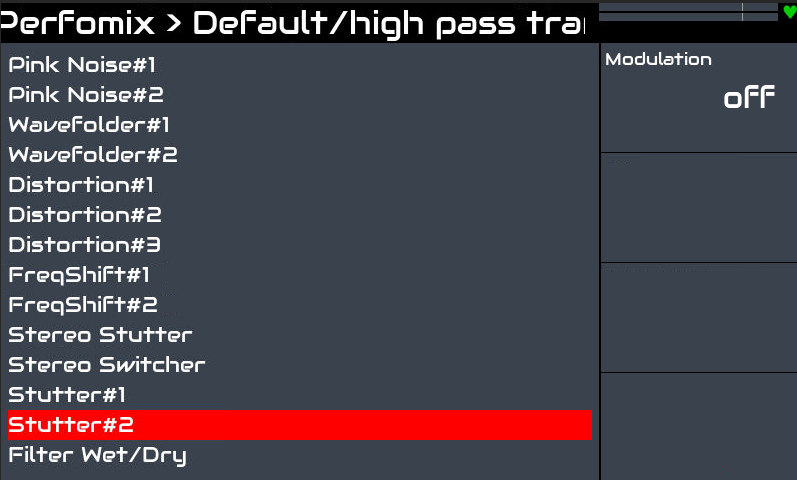 Perfomix > Default/high pass tra
Modulation
off
Pink Noise#1
Pink Noise#2
Wavefolder#1
Wavefolder#2
Distortion#1
Distortion#2
Distortion#3
FreqShift#1
FreqShift#2
Stereo Stutter
Stereo Switcher
Stutter#1
Stutter#2
Filter Wet/Dry